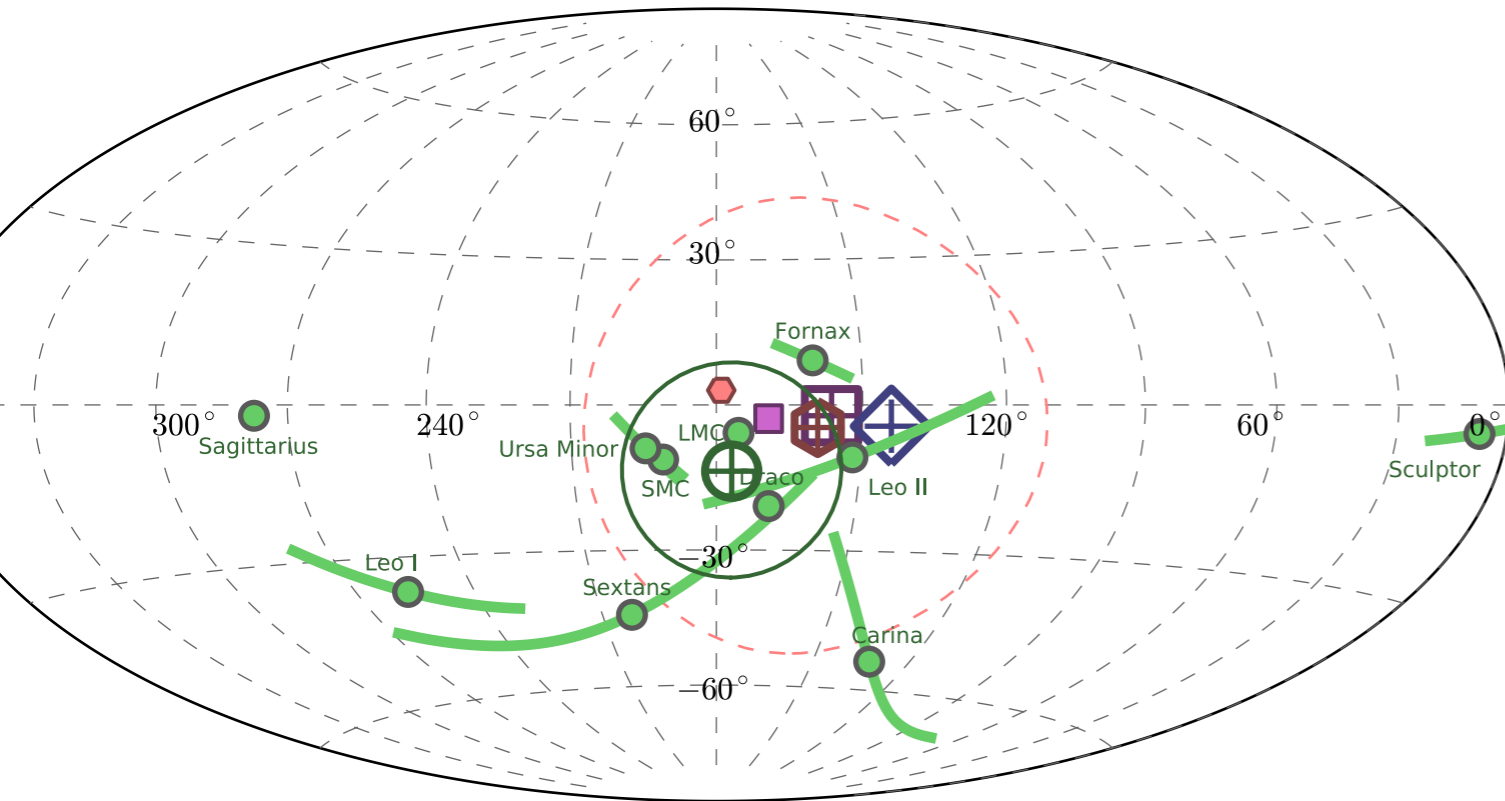 60°
30°
Fornax
300°
240°
120°
60°
0°
Sagittarius
Ursa Minor
LMC
SMC
Draco
Leo II
Sculptor
−30°
Leo I
Sextans
Carina
−60°